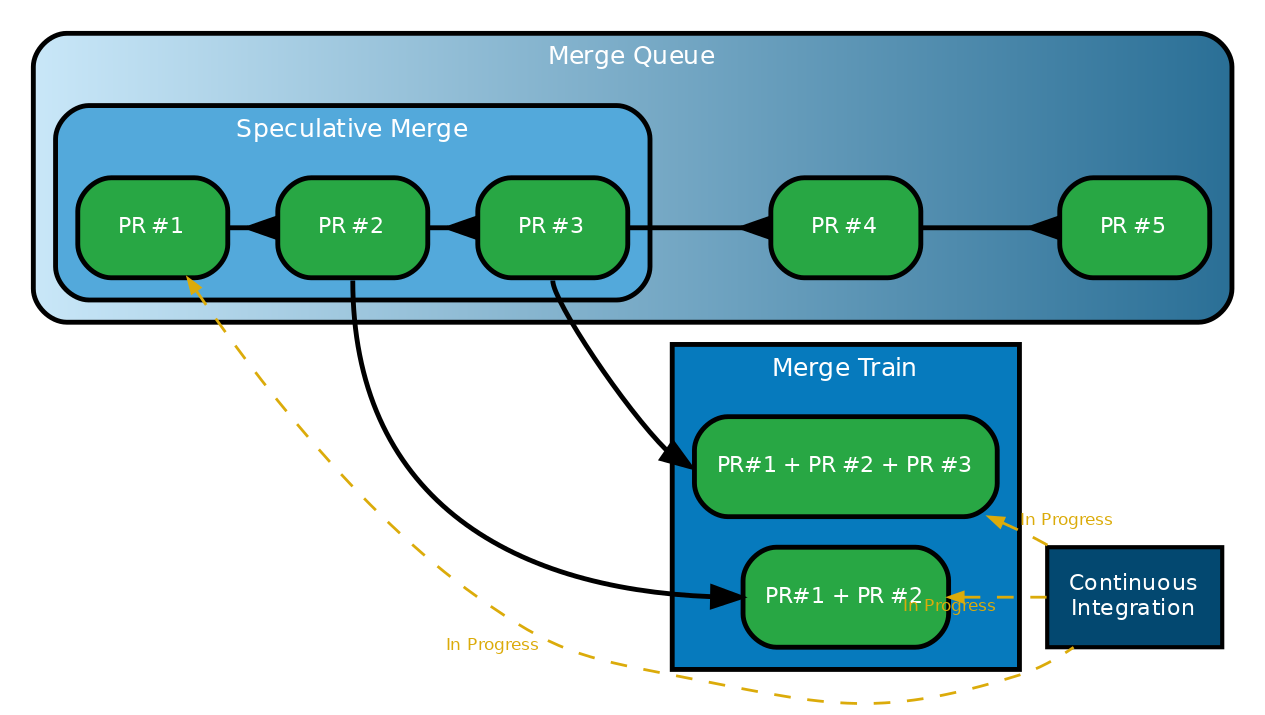 Merge Queue
Speculative Merge
PR #1
PR #2
PR #3
PR #4
PR #5
Merge Train
PR#1 + PR #2 + PR #3
In Progress
PR#1 + PR #2
In Progress
Continuous
Integration
In Progress